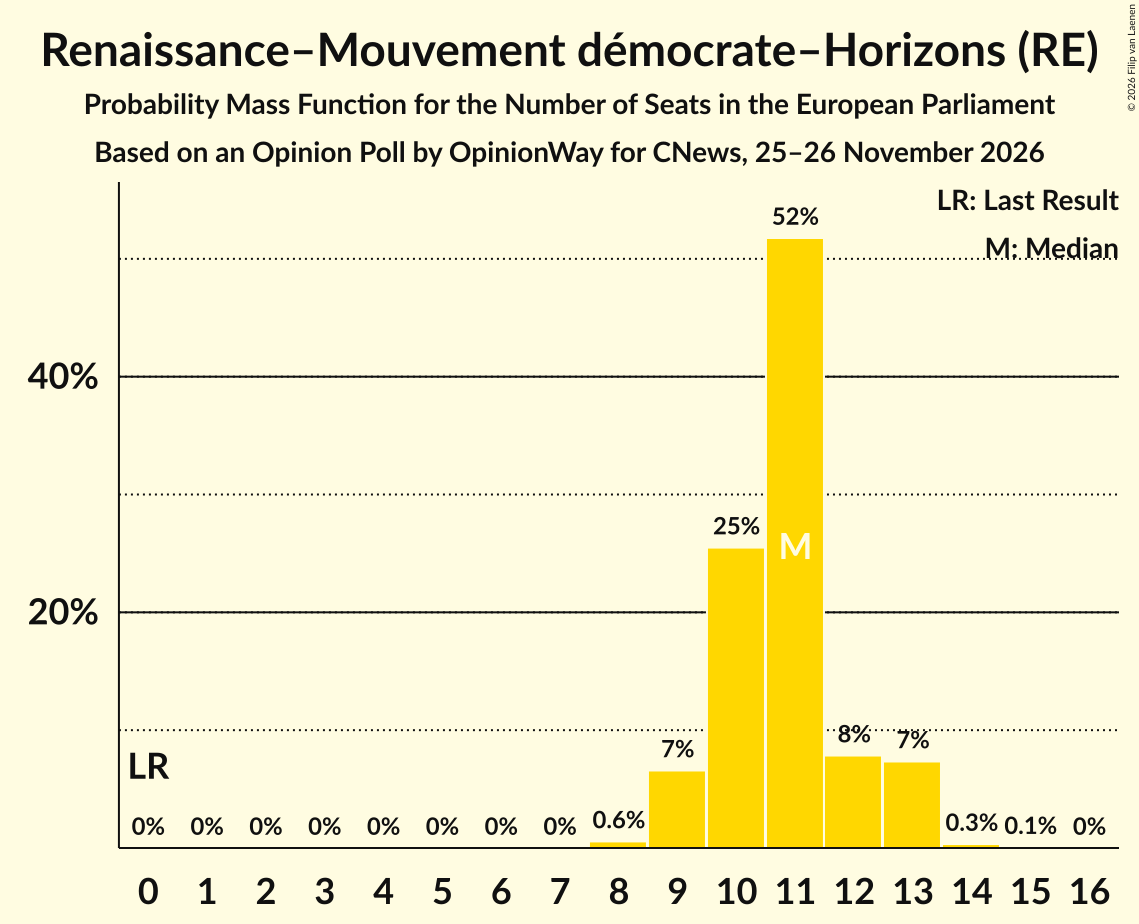 Renaissance–Mouvement démocrate–Horizons (RE)
Probability Mass Function for the Number of Seats in the European Parliament
Based on an Opinion Poll by OpinionWay for CNews, 25–26 November 2026
© 2026 Filip van Laenen
LR: Last Result
M: Median
52%
40%
25%
M
20%
8%
7%
7%
LR
0% 0% 0% 0% 0% 0% 0% 0% 0.6% 0.3% 0.1% 0%
0 1 2 3 4 5 6 7 8 9 10 11 12 13 14 15 16